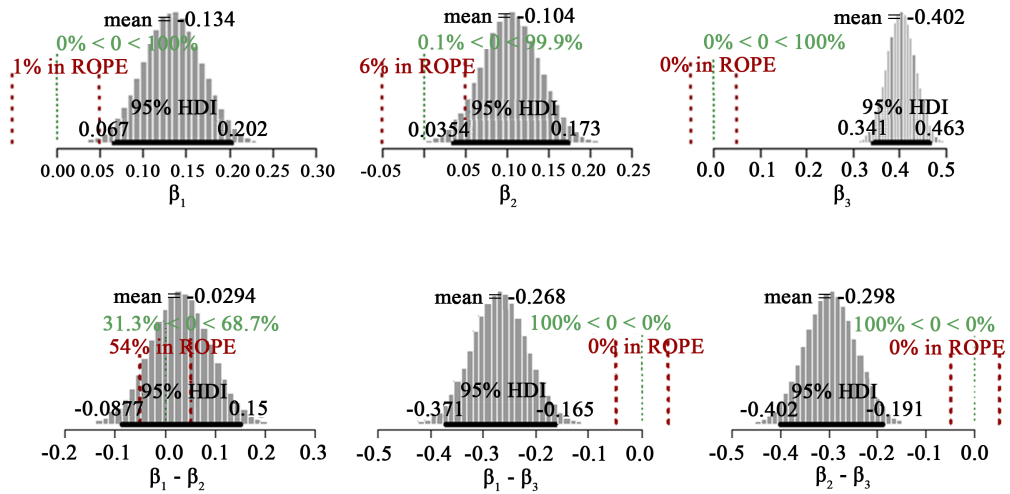 mean = -0.134
0% < 0 < 100%
1% in ROPE
95% HDI
0.067 0.202
0.00 0.05 0.10 0.15 0.20 0.25 0.30
β1
mean = -0.104
0.1% < 0 < 99.9%
6% in ROPE
95% HDI
0.0354 0.173
-0.05 0.05 0.10 0.15 0.20 0.25
β2
mean = -0.402
0% < 0 < 100%
0% in ROPE
95% HDI
0.341 0.463
0.0 0.1 0.2 0.3 0.4 0.5
β3
mean = -0.0294
31.3% < 0 < 68.7%
54% in ROPE
95% HDI
-0.0877 0.15
-0.2 -0.1 0.0 0.1 0.2 0.3
β1 - β2
mean = -0.268
100% < 0 < 0%
0% in ROPE
95% HDI
-0.371 -0.165
-0.5 -0.4 -0.3 -0.2 -0.1 0.0
β1 - β3
mean = -0.298
100% < 0 < 0%
0% in ROPE
95% HDI
-0.402 -0.191
-0.5 -0.4 -0.3 -0.2 -0.1 0.0
β2 - β3